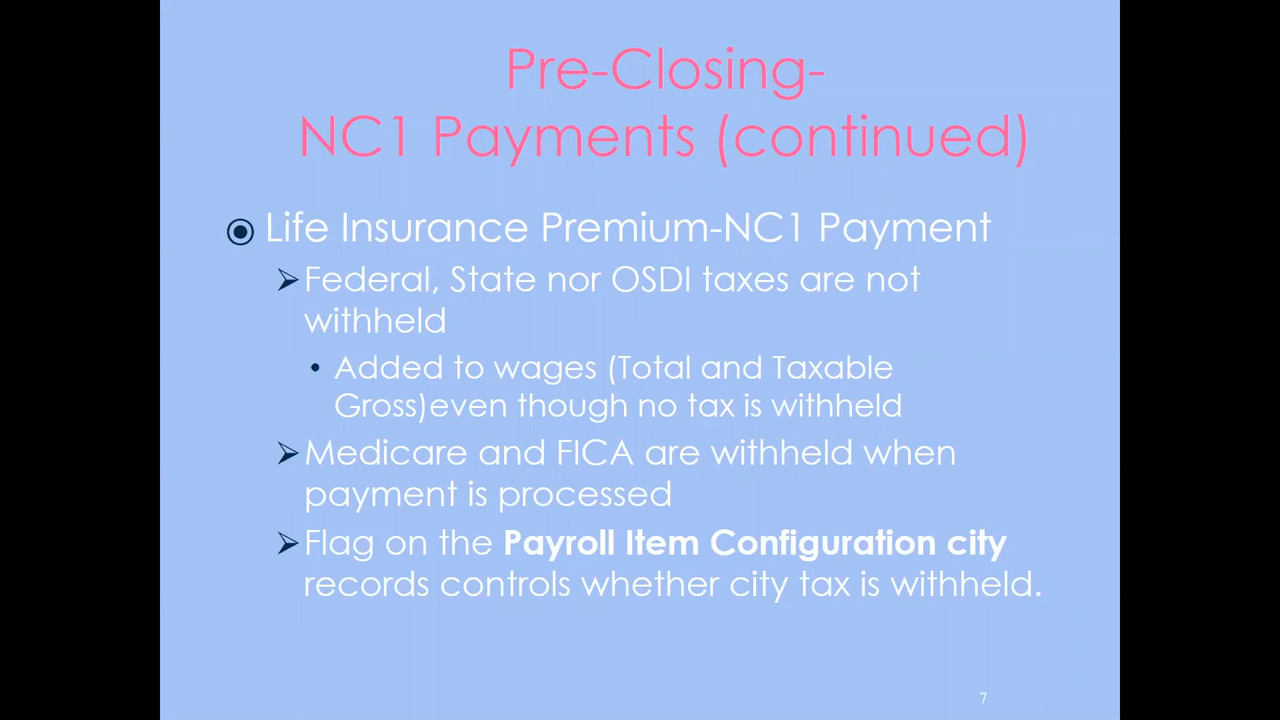 Pre-Closing-
NC1 Payments (continued)
Life Insurance Premium-NC1 Payment
Federal, State nor OSDI taxes are not
withheld
Added to wages (Total and Taxable
Gross)even though no tax is withheld
Medicare and FICA are withheld when
payment is processed
Flag on the Payroll Item Configuration city
records controls whether city tax is withheld.
7